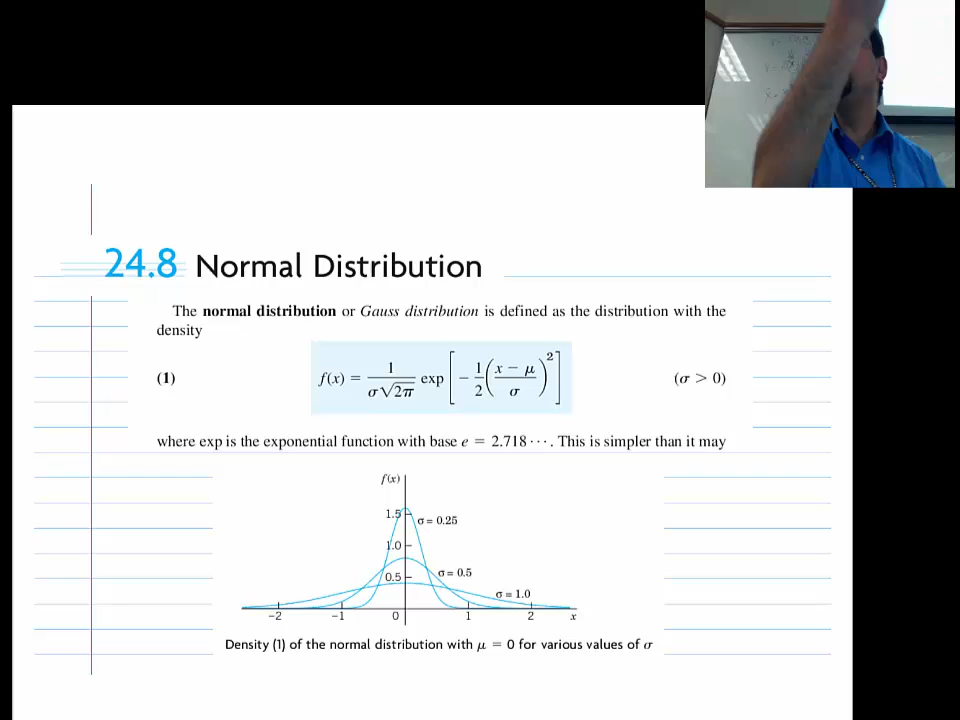 24.8 Normal Distribution
The normal distribution or Gauss distribution is defined as the distribution with the
density
(1) f(x) = 1/(σ√2π) exp [ − 1/2 ( (x − μ)/σ )² ] (σ > 0)
where exp is the exponential function with base e = 2.718 ··· . This is simpler than it may
f(x)
1.5
σ = 0.25
1.0
0.5
σ = 0.5
σ = 1.0
−2 −1 0 1 2 x
Density (1) of the normal distribution with μ = 0 for various values of σ